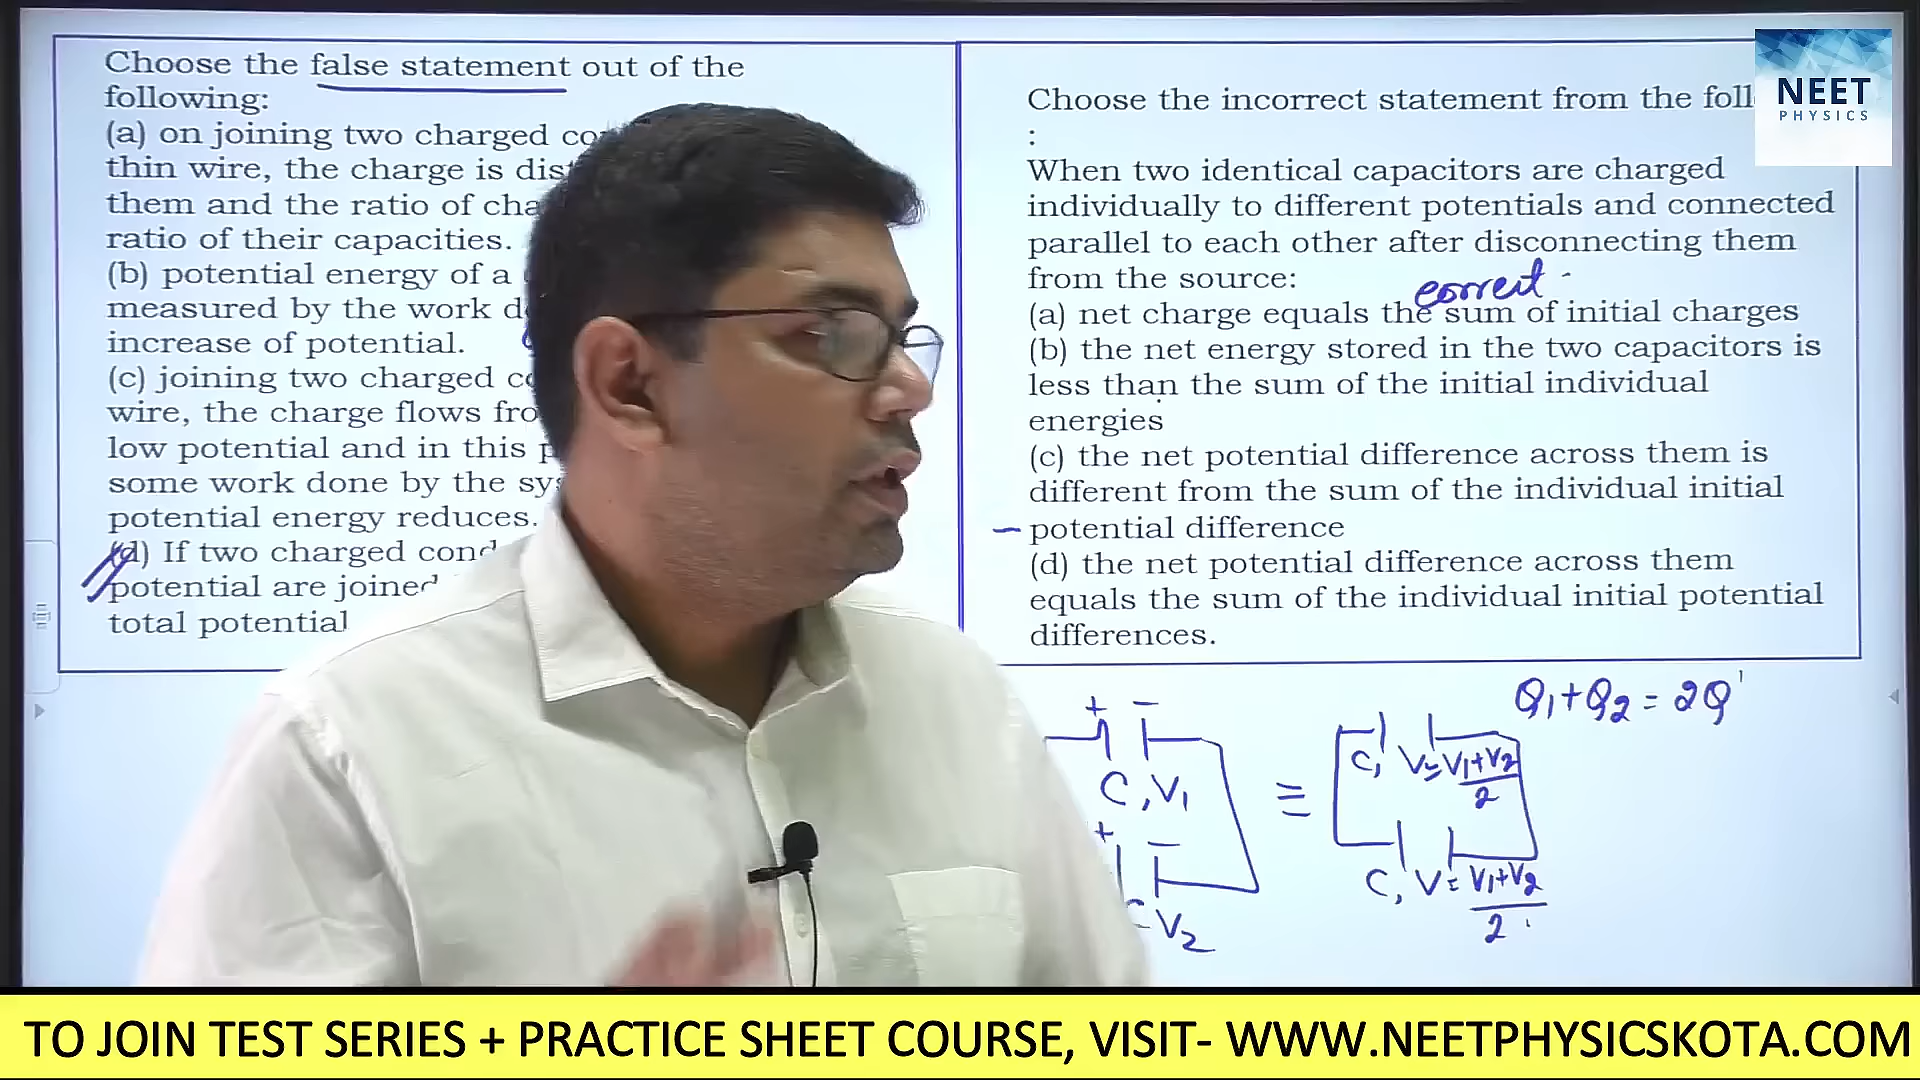 Choose the false statement out of the
following:
(a) on joining two charged
thin wire, the charge is
them and the ratio of
ratio of their capacities.
(b) potential energy of a
measured by the work
increase of potential.
(c) joining two charged
wire, the charge flows
low potential and in this
some work done by the
potential energy reduces.
(d) If two charged
potential are joined
total potential
Choose the incorrect statement from the
:
When two identical capacitors are charged
individually to different potentials and connected
parallel to each other after disconnecting them
from the source:
correct
(a) net charge equals the sum of initial charges
(b) the net energy stored in the two capacitors is
less than the sum of the initial individual
energies
(c) the net potential difference across them is
different from the sum of the individual initial
potential difference
(d) the net potential difference across them
equals the sum of the individual initial potential
differences.
Q1+Q2 = 2Q'
+ −
C, V1
+ −
V2
≡
C, V = V1+V2
2
C, V = V1+V2
2
NEET
PHYSICS
TO JOIN TEST SERIES + PRACTICE SHEET COURSE, VISIT- WWW.NEETPHYSICSKOTA.COM